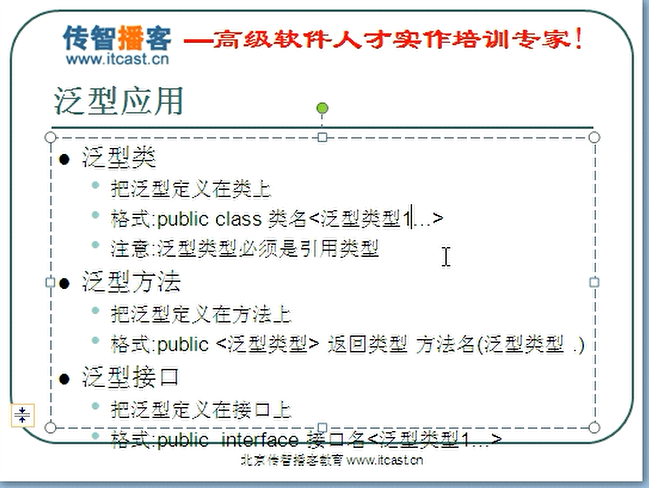 传智播客 —高级软件人才实作培训专家!
www.itcast.cn
泛型应用
泛型类
把泛型定义在类上
格式:public class 类名<泛型类型1…>
注意:泛型类型必须是引用类型
泛型方法
把泛型定义在方法上
格式:public <泛型类型> 返回类型 方法名(泛型类型 .)
泛型接口
把泛型定义在接口上
格式:public interface 接口名<泛型类型1…>
北京传智播客教育 www.itcast.cn